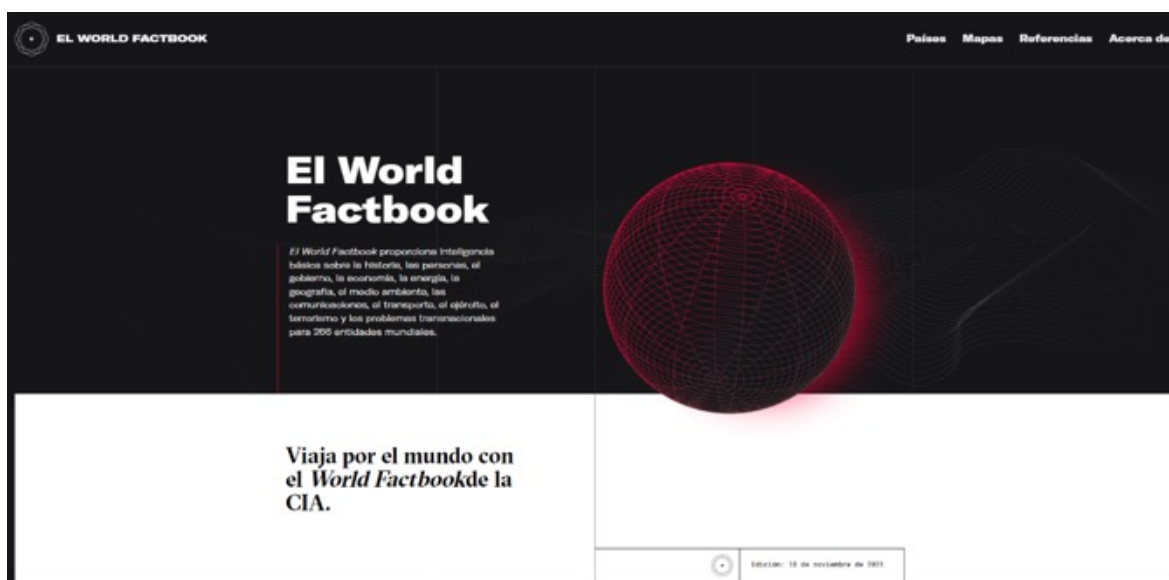 EL WORLD FACTBOOK
Países Mapas Referencias Acerca de
El World
Factbook
El World Factbook proporciona inteligencia
básica sobre la historia, las personas, el
gobierno, la economía, la energía, la
geografía, el medio ambiente, las
comunicaciones, el transporte, el ejército, el
terrorismo y los problemas transnacionales
para 266 entidades mundiales.
Viaja por el mundo con
el World Factbookde la
CIA.
Edición: 18 de noviembre de 2021